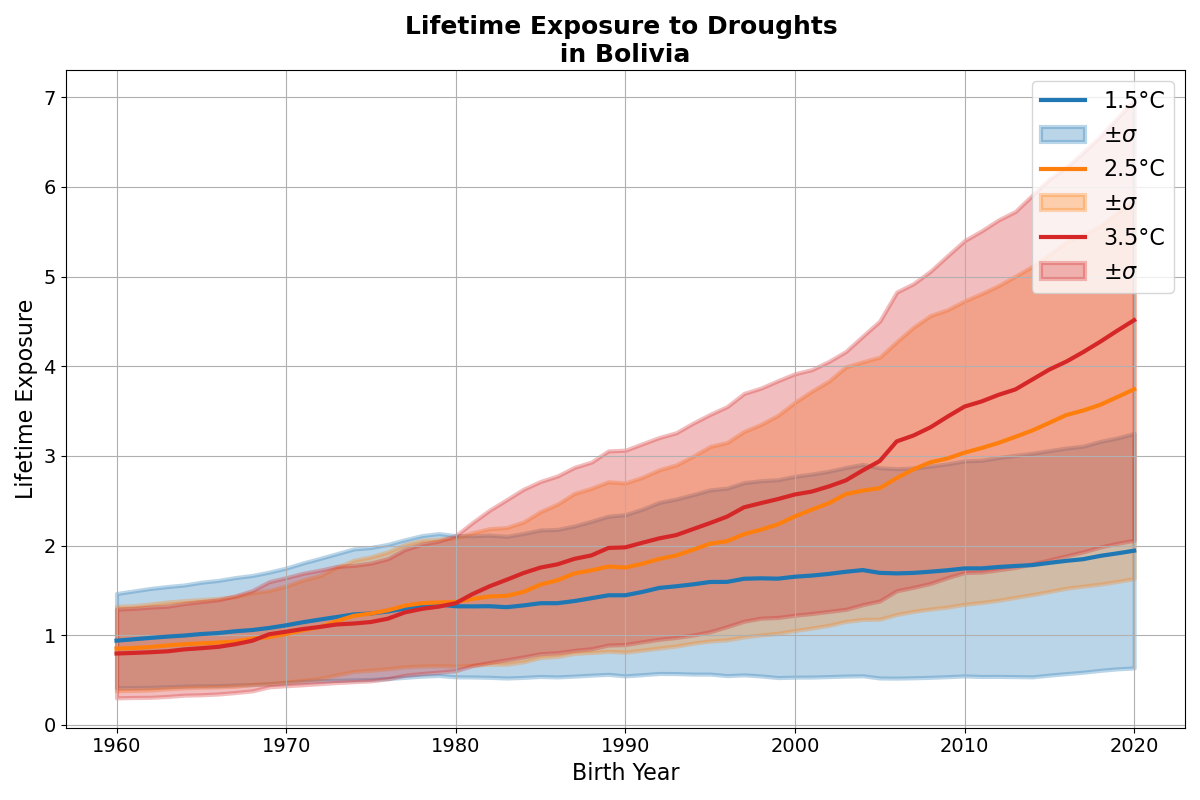 Lifetime Exposure to Droughts
in Bolivia
Lifetime Exposure
7
6
5
4
3
2
1
0
1960 1970 1980 1990 2000 2010 2020
Birth Year
1.5°C
±σ
2.5°C
±σ
3.5°C
±σ